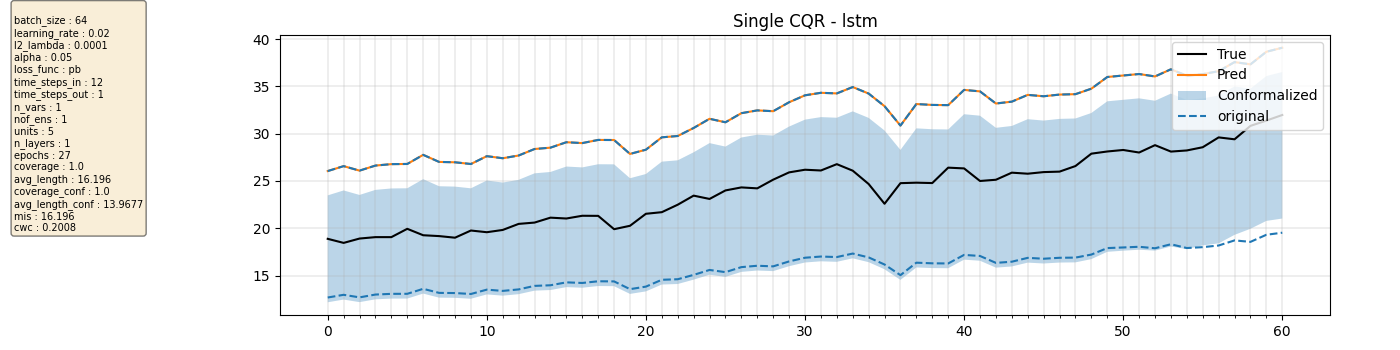 batch_size : 64
learning_rate : 0.02
l2_lambda : 0.0001
alpha : 0.05
loss_func : pb
time_steps_in : 12
time_steps_out : 1
n_vars : 1
nof_ens : 1
units : 5
n_layers : 1
epochs : 27
coverage : 1.0
avg_length : 16.196
coverage_conf : 1.0
avg_length_conf : 13.9677
mis : 16.196
cwc : 0.2008
Single CQR - lstm
40
35
30
25
20
15
0 10 20 30 40 50 60
True
Pred
Conformalized
original